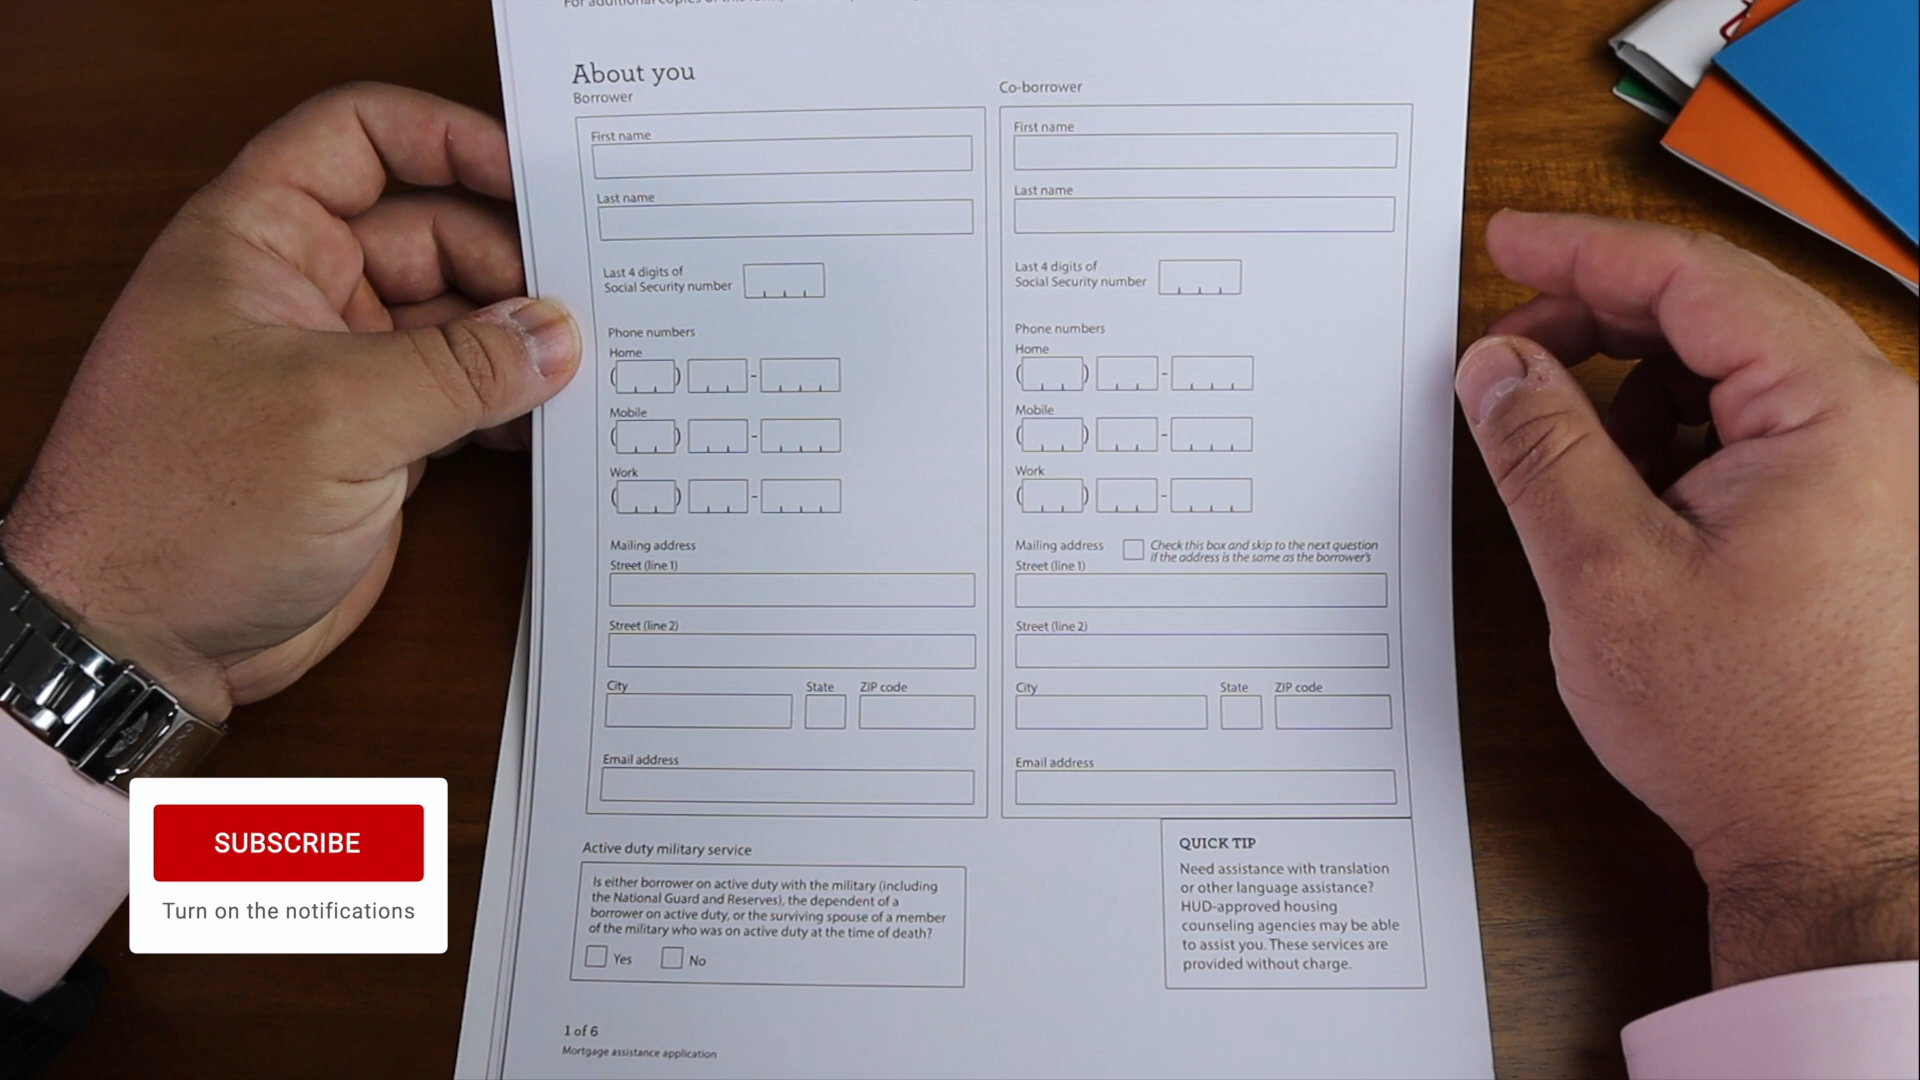 About you
Borrower
First name
Last name
Last 4 digits of
Social Security number
Phone numbers
Home
( ) -
Mobile
( ) -
Work
( ) -
Mailing address
Street (line 1)
Street (line 2)
City State ZIP code
Email address
Co-borrower
First name
Last name
Last 4 digits of
Social Security number
Phone numbers
Home
( ) -
Mobile
( ) -
Work
( ) -
Mailing address
Check this box and skip to the next question
if the address is the same as the borrower's
Street (line 1)
Street (line 2)
City State ZIP code
Email address
Active duty military service
Is either borrower on active duty with the military (including
the National Guard and Reserves), the dependent of a
borrower on active duty, or the surviving spouse of a member
of the military who was on active duty at the time of death?
Yes No
QUICK TIP
Need assistance with translation
or other language assistance?
HUD-approved housing
counseling agencies may be able
to assist you. These services are
provided without charge.
1 of 6
Mortgage assistance application
SUBSCRIBE
Turn on the notifications